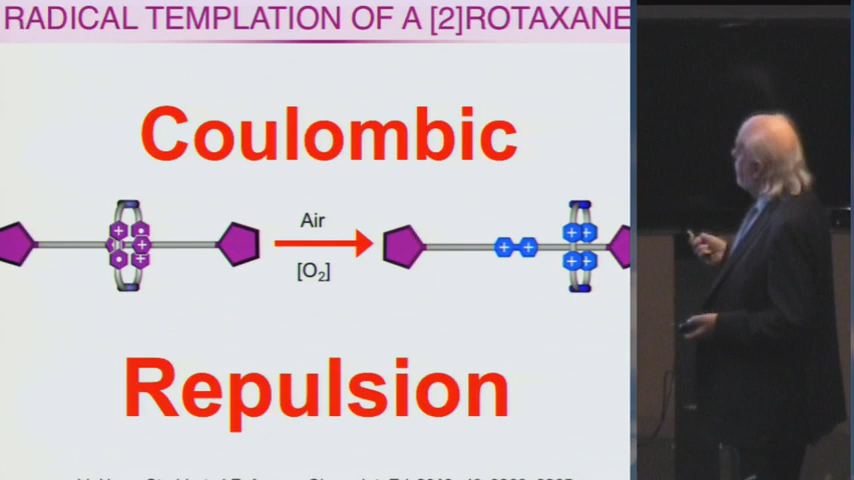 RADICAL TEMPLATION OF A [2]ROTAXANE
Coulombic
Air
[O₂]
Repulsion